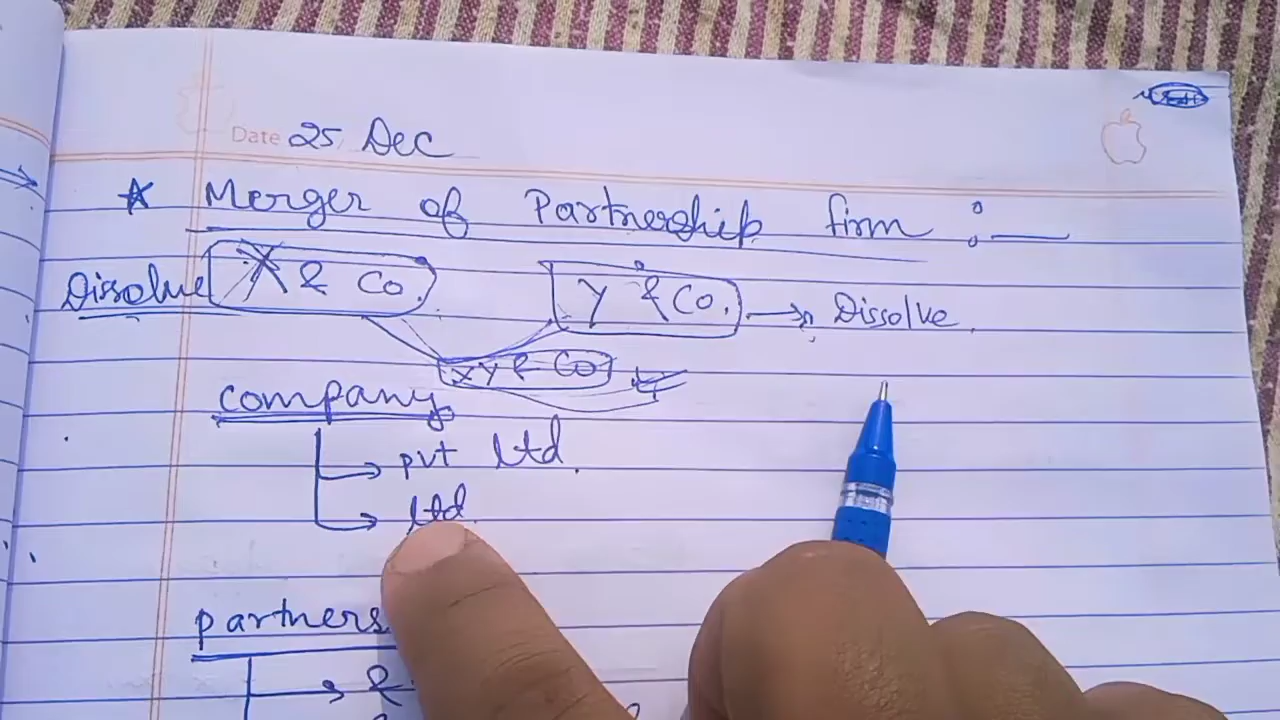 Date 25 Dec
* Merger of Partnership firm :—
Dissolve X & Co. Y & Co. → Dissolve
XY & Co
company
→ pvt ltd.
→ ltd.
partners
→ &